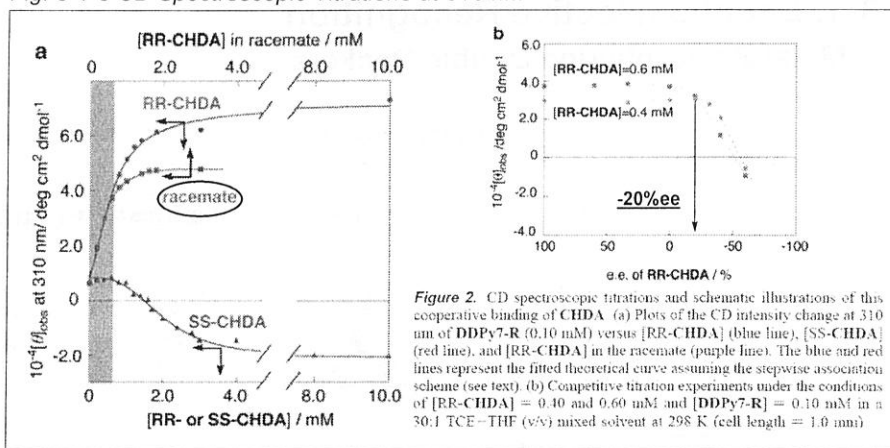 a
[RR-CHDA] in racemate / mM
0 1.0 2.0 3.0 10.0
RR-CHDA
racemate
SS-CHDA
10⁻⁴[θ]obs at 310 nm/ deg cm² dmol⁻¹
6.0
4.0
2.0
0
-2.0
0 2.0 4.0 6.0 8.0 10.0
[RR- or SS-CHDA] / mM
b
[RR-CHDA]=0.6 mM
[RR-CHDA]=0.4 mM
-20%ee
10⁻⁴[θ]obs /deg cm² dmol⁻¹
6.0
4.0
2.0
0
-2.0
-4.0
100 50 0 -50 -100
e.e. of RR-CHDA / %
Figure 2. CD spectroscopic titrations and schematic illustrations of this
cooperative binding of CHDA. (a) Plots of the CD intensity change at 310
nm of DDPy7-R (0.10 mM) versus [RR-CHDA] (blue line), [SS-CHDA]
(red line), and [RR-CHDA] in the racemate (purple line). The blue and red
lines represent the fitted theoretical curve assuming the stepwise association
scheme (see text). (b) Competitive titration experiments under the conditions
of [RR-CHDA] = 0.40 and 0.60 mM and [DDPy7-R] = 0.10 mM in a
30:1 TCE−THF (v/v) mixed solvent at 298 K (cell length = 1.0 mm)